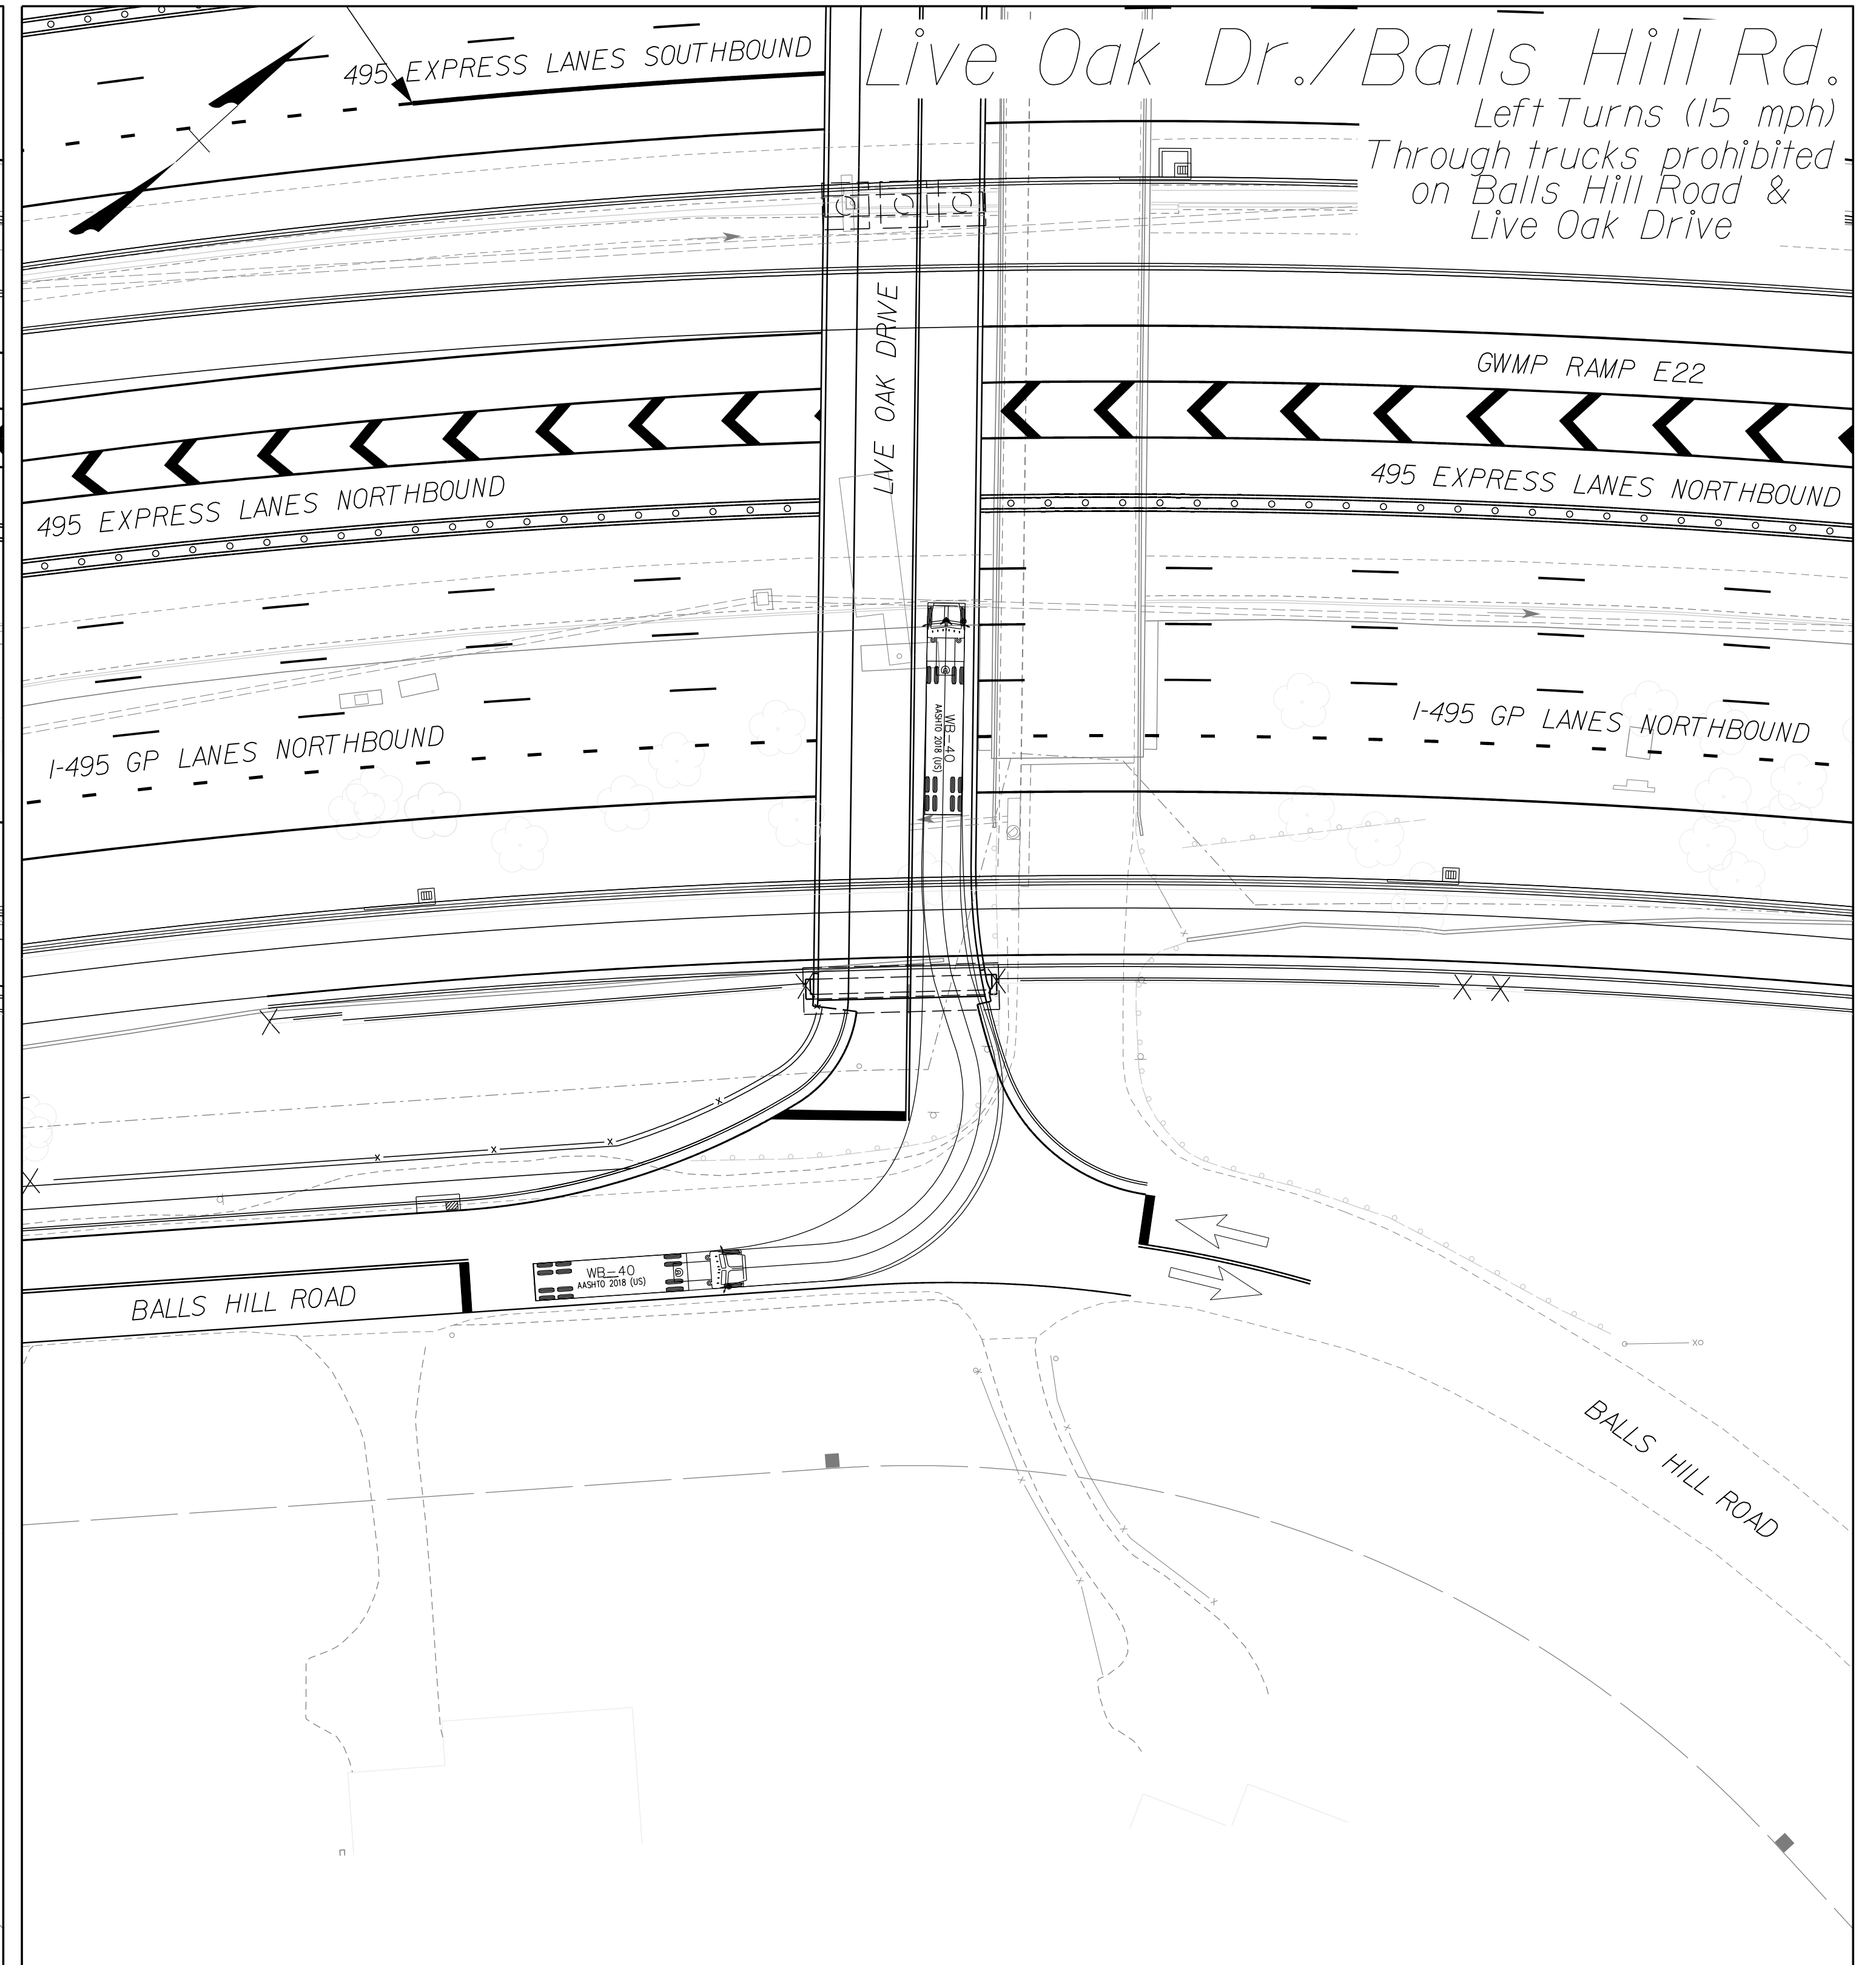 Live Oak Dr./Balls Hill Rd.
Left Turns (15 mph)
Through trucks prohibited
on Balls Hill Road &
Live Oak Drive
495 EXPRESS LANES SOUTHBOUND
LIVE OAK DRIVE
GWMP RAMP E22
495 EXPRESS LANES NORTHBOUND
495 EXPRESS LANES NORTHBOUND
I-495 GP LANES NORTHBOUND
I-495 GP LANES NORTHBOUND
WB-40
AASHTO 2018 (US)
WB-40
AASHTO 2018 (US)
BALLS HILL ROAD
BALLS HILL ROAD